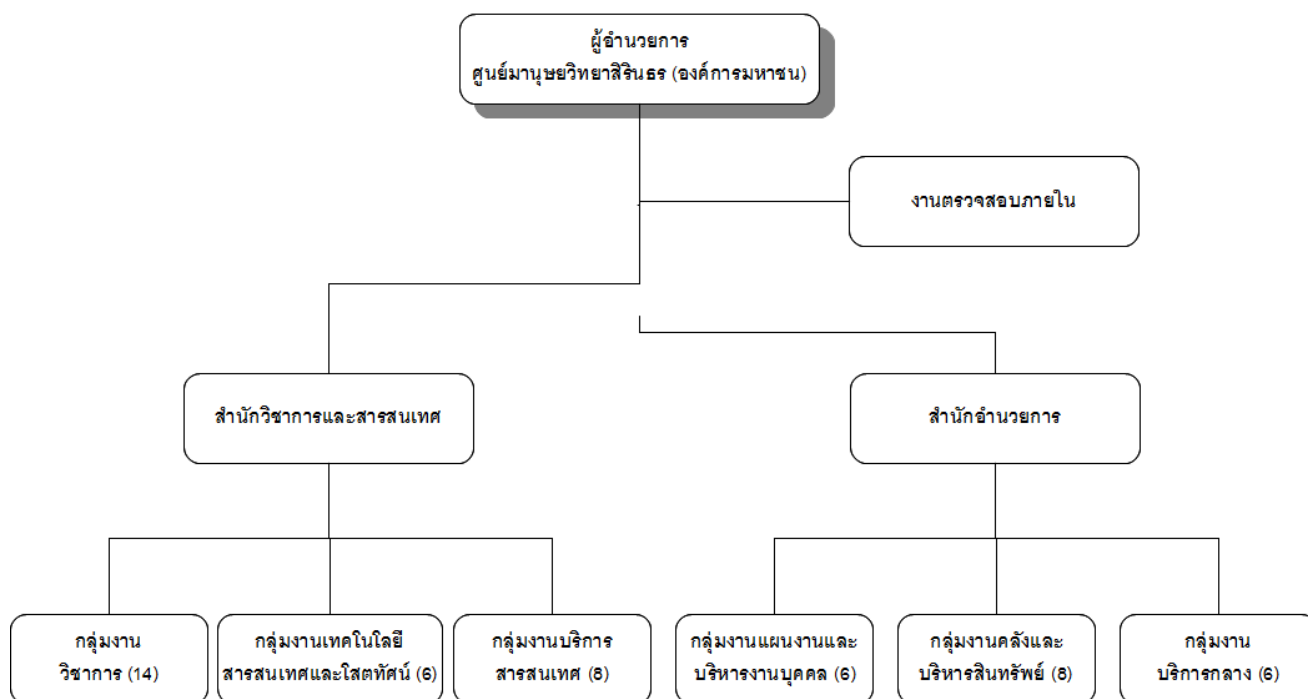 ผู้อำนวยการ
ศูนย์มานุษยวิทยาสิรินธร (องค์การมหาชน)
งานตรวจสอบภายใน
สำนักวิชาการและสารสนเทศ
สำนักอำนวยการ
กลุ่มงาน
วิชาการ (14)
กลุ่มงานเทคโนโลยี
สารสนเทศและโสตทัศน์ (6)
กลุ่มงานบริการ
สารสนเทศ (8)
กลุ่มงานแผนงานและ
บริหารงานบุคคล (6)
กลุ่มงานคลังและ
บริหารสินทรัพย์ (8)
กลุ่มงาน
บริการกลาง (6)